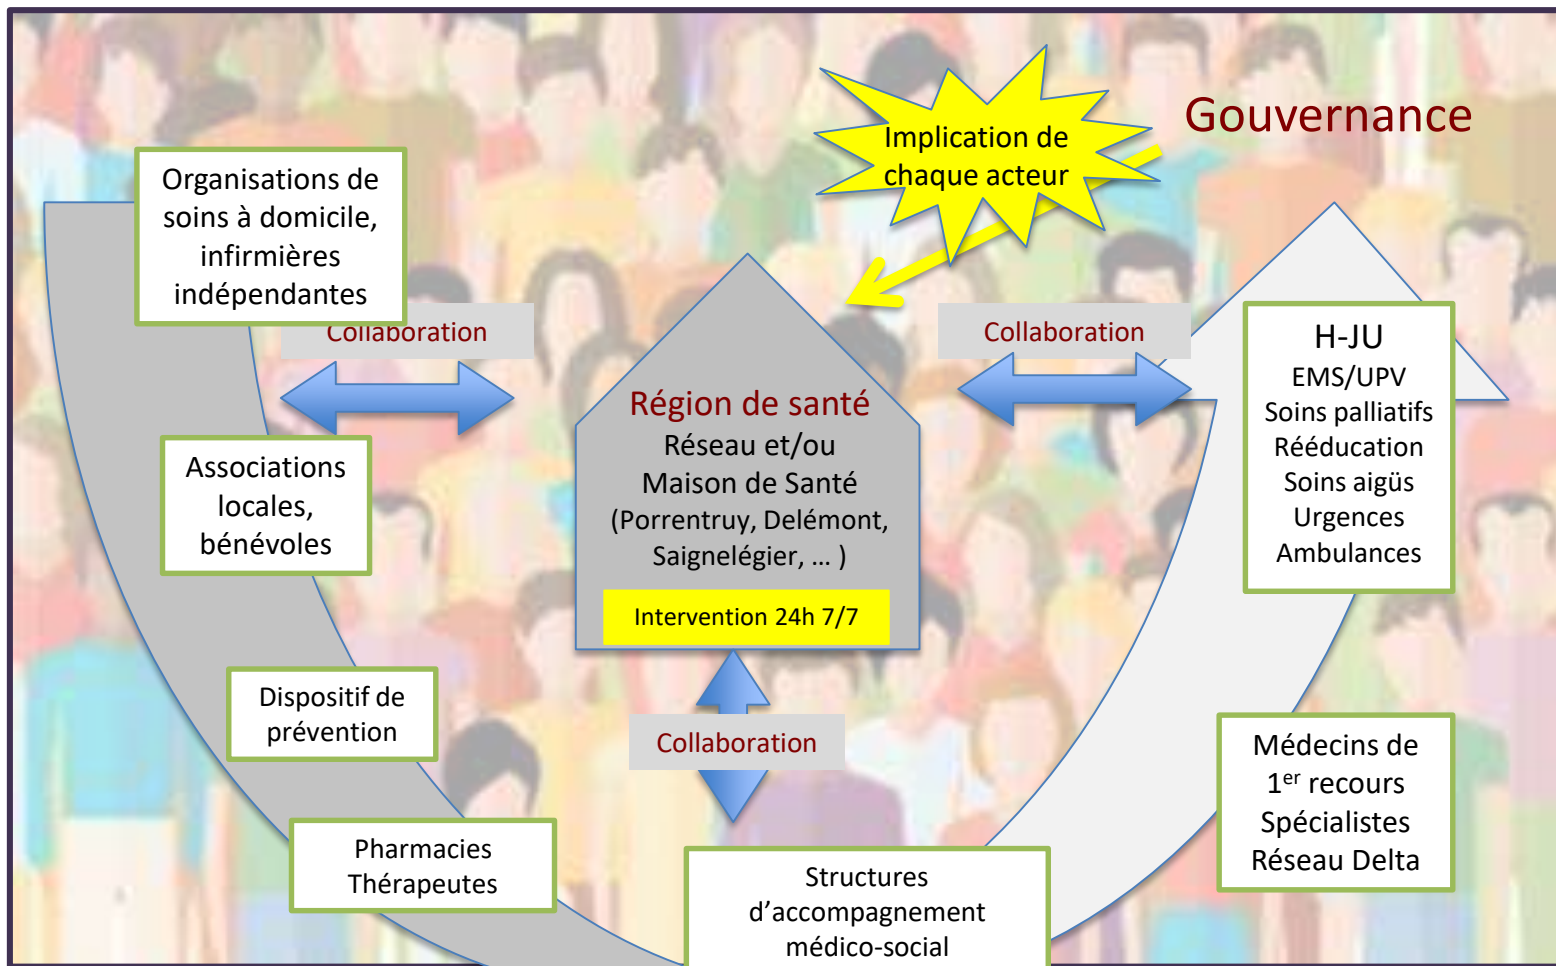 Gouvernance
Implication de
chaque acteur
Organisations de
soins à domicile,
infirmières
indépendantes
Collaboration
Collaboration
H-JU
EMS/UPV
Soins palliatifs
Rééducation
Soins aigüs
Urgences
Ambulances
Région de santé
Réseau et/ou
Maison de Santé
(Porrentruy, Delémont,
Saignelégier, ... )
Intervention 24h 7/7
Associations
locales,
bénévoles
Dispositif de
prévention
Collaboration
Médecins de
1er recours
Spécialistes
Réseau Delta
Pharmacies
Thérapeutes
Structures
d’accompagnement
médico-social